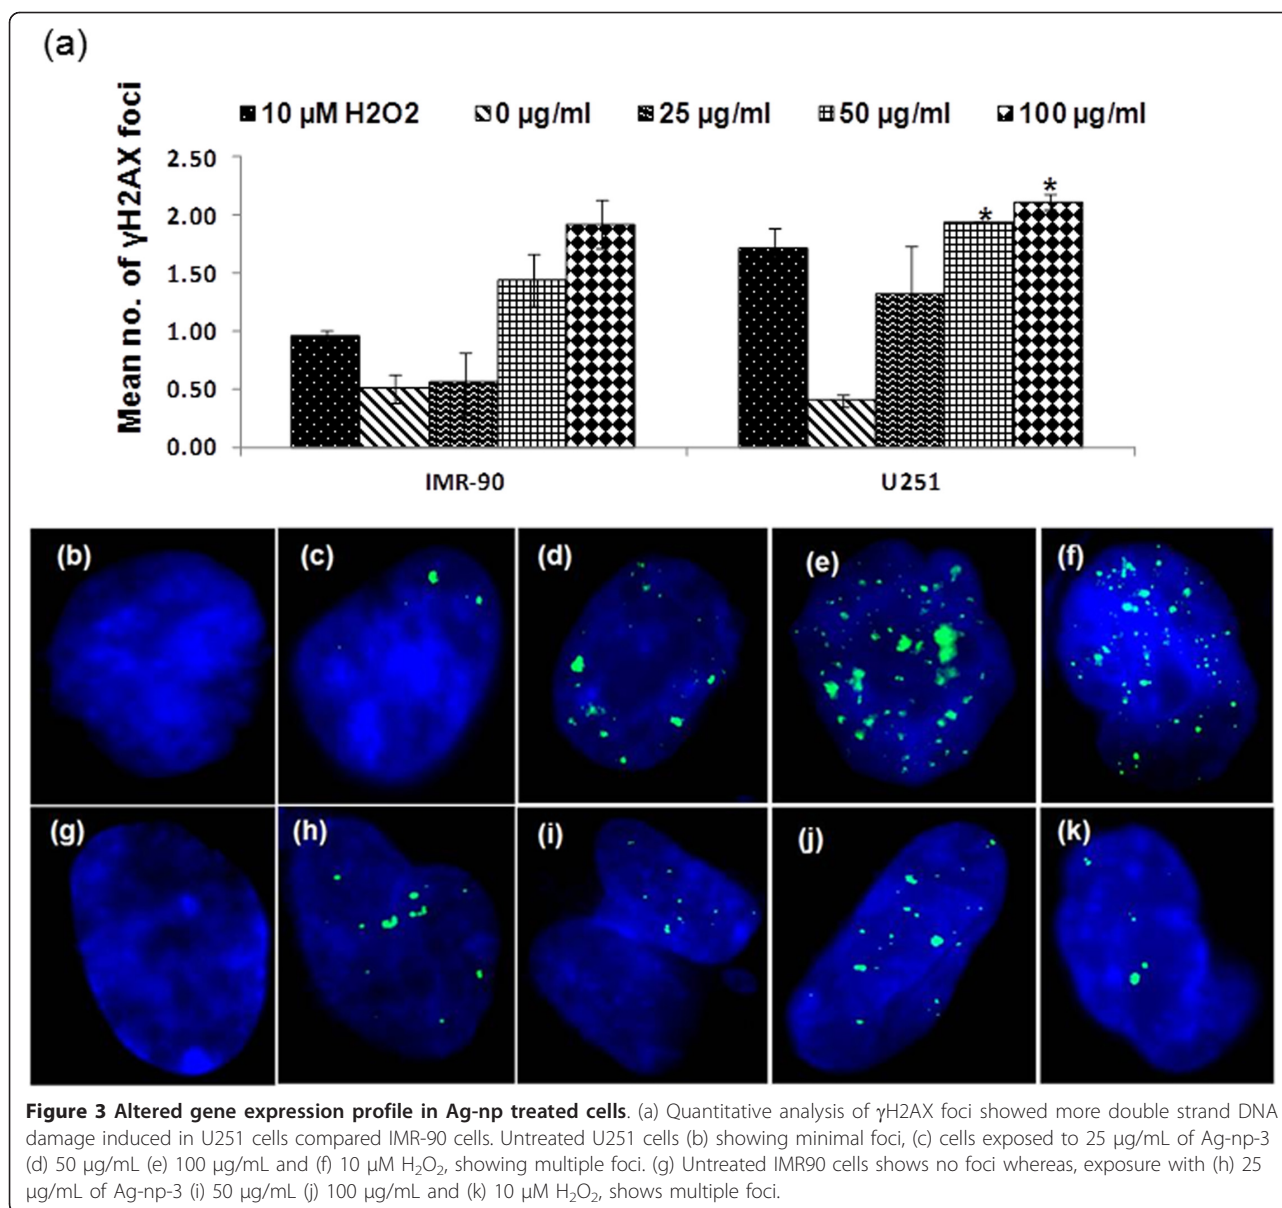 (a)
10 µM H2O2 0 µg/ml 25 µg/ml 50 µg/ml 100 µg/ml
Mean no. of γH2AX foci
2.50
2.00
1.50
1.00
0.50
0.00
* *
IMR-90 U251
(b) (c) (d) (e) (f)
(g) (h) (i) (j) (k)
Figure 3 Altered gene expression profile in Ag-np treated cells. (a) Quantitative analysis of γH2AX foci showed more double strand DNA
damage induced in U251 cells compared IMR-90 cells. Untreated U251 cells (b) showing minimal foci, (c) cells exposed to 25 μg/mL of Ag-np-3
(d) 50 μg/mL (e) 100 μg/mL and (f) 10 μM H₂O₂, showing multiple foci. (g) Untreated IMR90 cells shows no foci whereas, exposure with (h) 25
μg/mL of Ag-np-3 (i) 50 μg/mL (j) 100 μg/mL and (k) 10 μM H₂O₂, shows multiple foci.